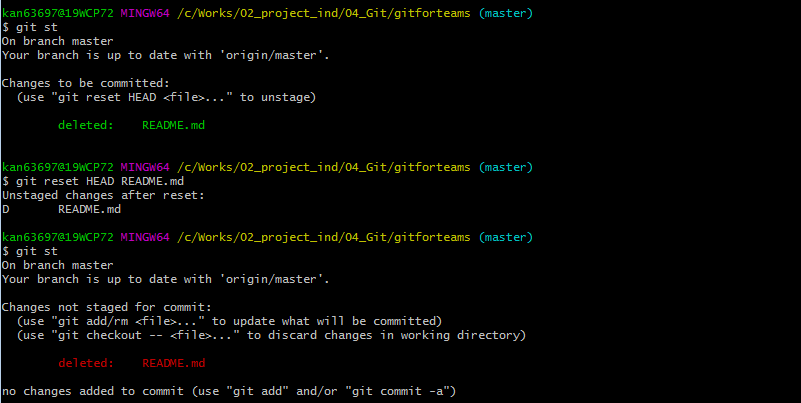 kan63697@19WCP72 MINGW64 /c/Works/02_project_ind/04_Git/gitforteams (master)
$ git st
On branch master
Your branch is up to date with 'origin/master'.
Changes to be committed:
  (use "git reset HEAD <file>..." to unstage)
        deleted:    README.md
kan63697@19WCP72 MINGW64 /c/Works/02_project_ind/04_Git/gitforteams (master)
$ git reset HEAD README.md
Unstaged changes after reset:
D       README.md
kan63697@19WCP72 MINGW64 /c/Works/02_project_ind/04_Git/gitforteams (master)
$ git st
On branch master
Your branch is up to date with 'origin/master'.
Changes not staged for commit:
  (use "git add/rm <file>..." to update what will be committed)
  (use "git checkout -- <file>..." to discard changes in working directory)
        deleted:    README.md
no changes added to commit (use "git add" and/or "git commit -a")